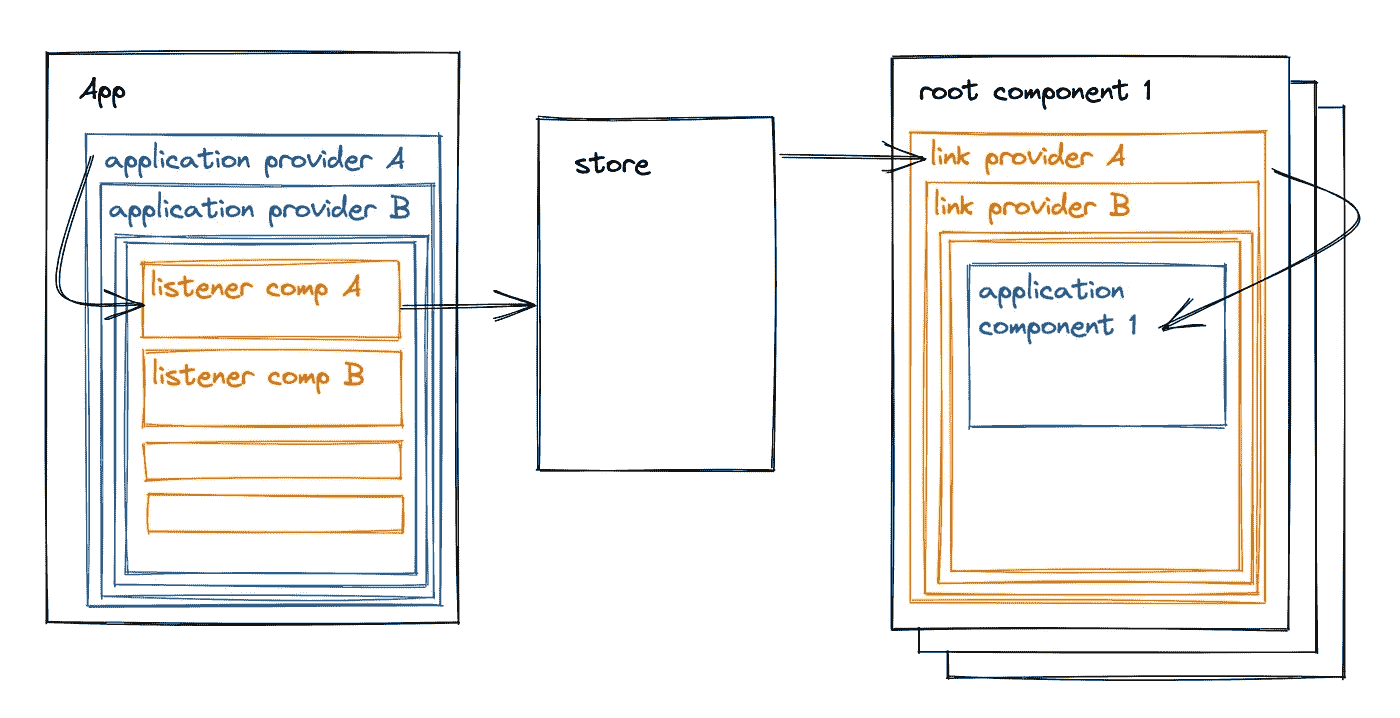 App
application provider A
application provider B
listener comp A
listener comp B
store
root component 1
link provider A
link provider B
application
component 1